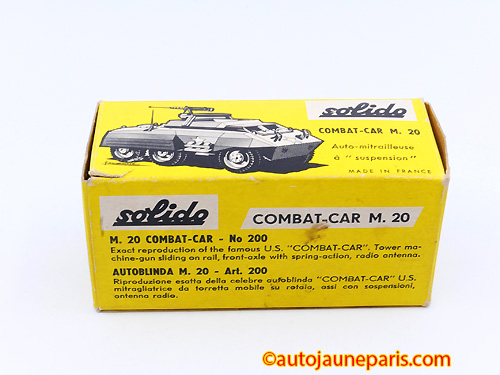 solido
COMBAT-CAR M. 20
Auto-mitrailleuse
à "suspension"
MADE IN FRANCE
solido
COMBAT-CAR M. 20
M. 20 COMBAT-CAR - No 200
Exact reproduction of the famous U.S. "COMBAT-CAR". Tower ma-
chine-gun sliding on rail, front-axle with spring-action, radio antenna.
AUTOBLINDA M. 20 - Art. 200
Riproduzione esatta della celebre autoblinda "COMBAT-CAR" U.S.
mitragliatrice da torretta mobile su rotaia, assi con sospensioni,
antenna radio.
©autojauneparis.com